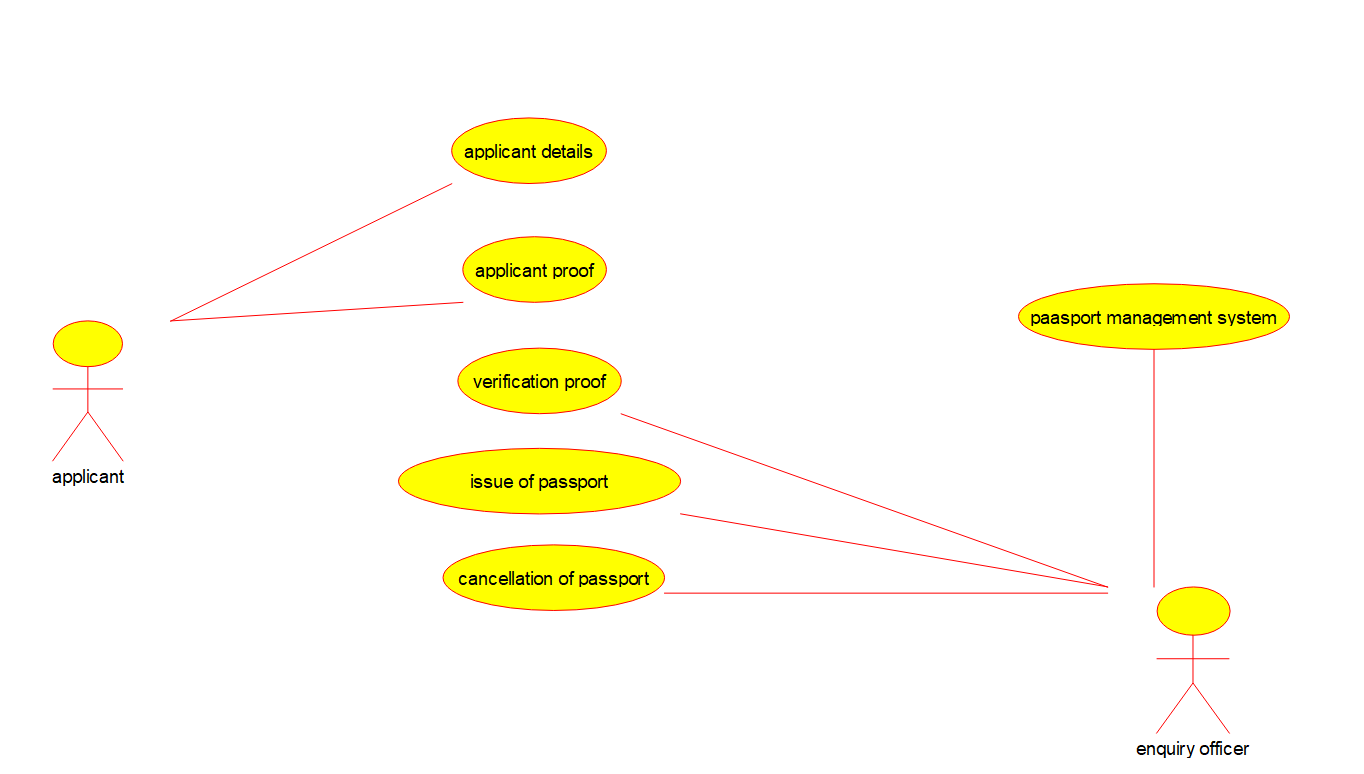 applicant details
applicant proof
paasport management system
verification proof
applicant
issue of passport
cancellation of passport
enquiry officer